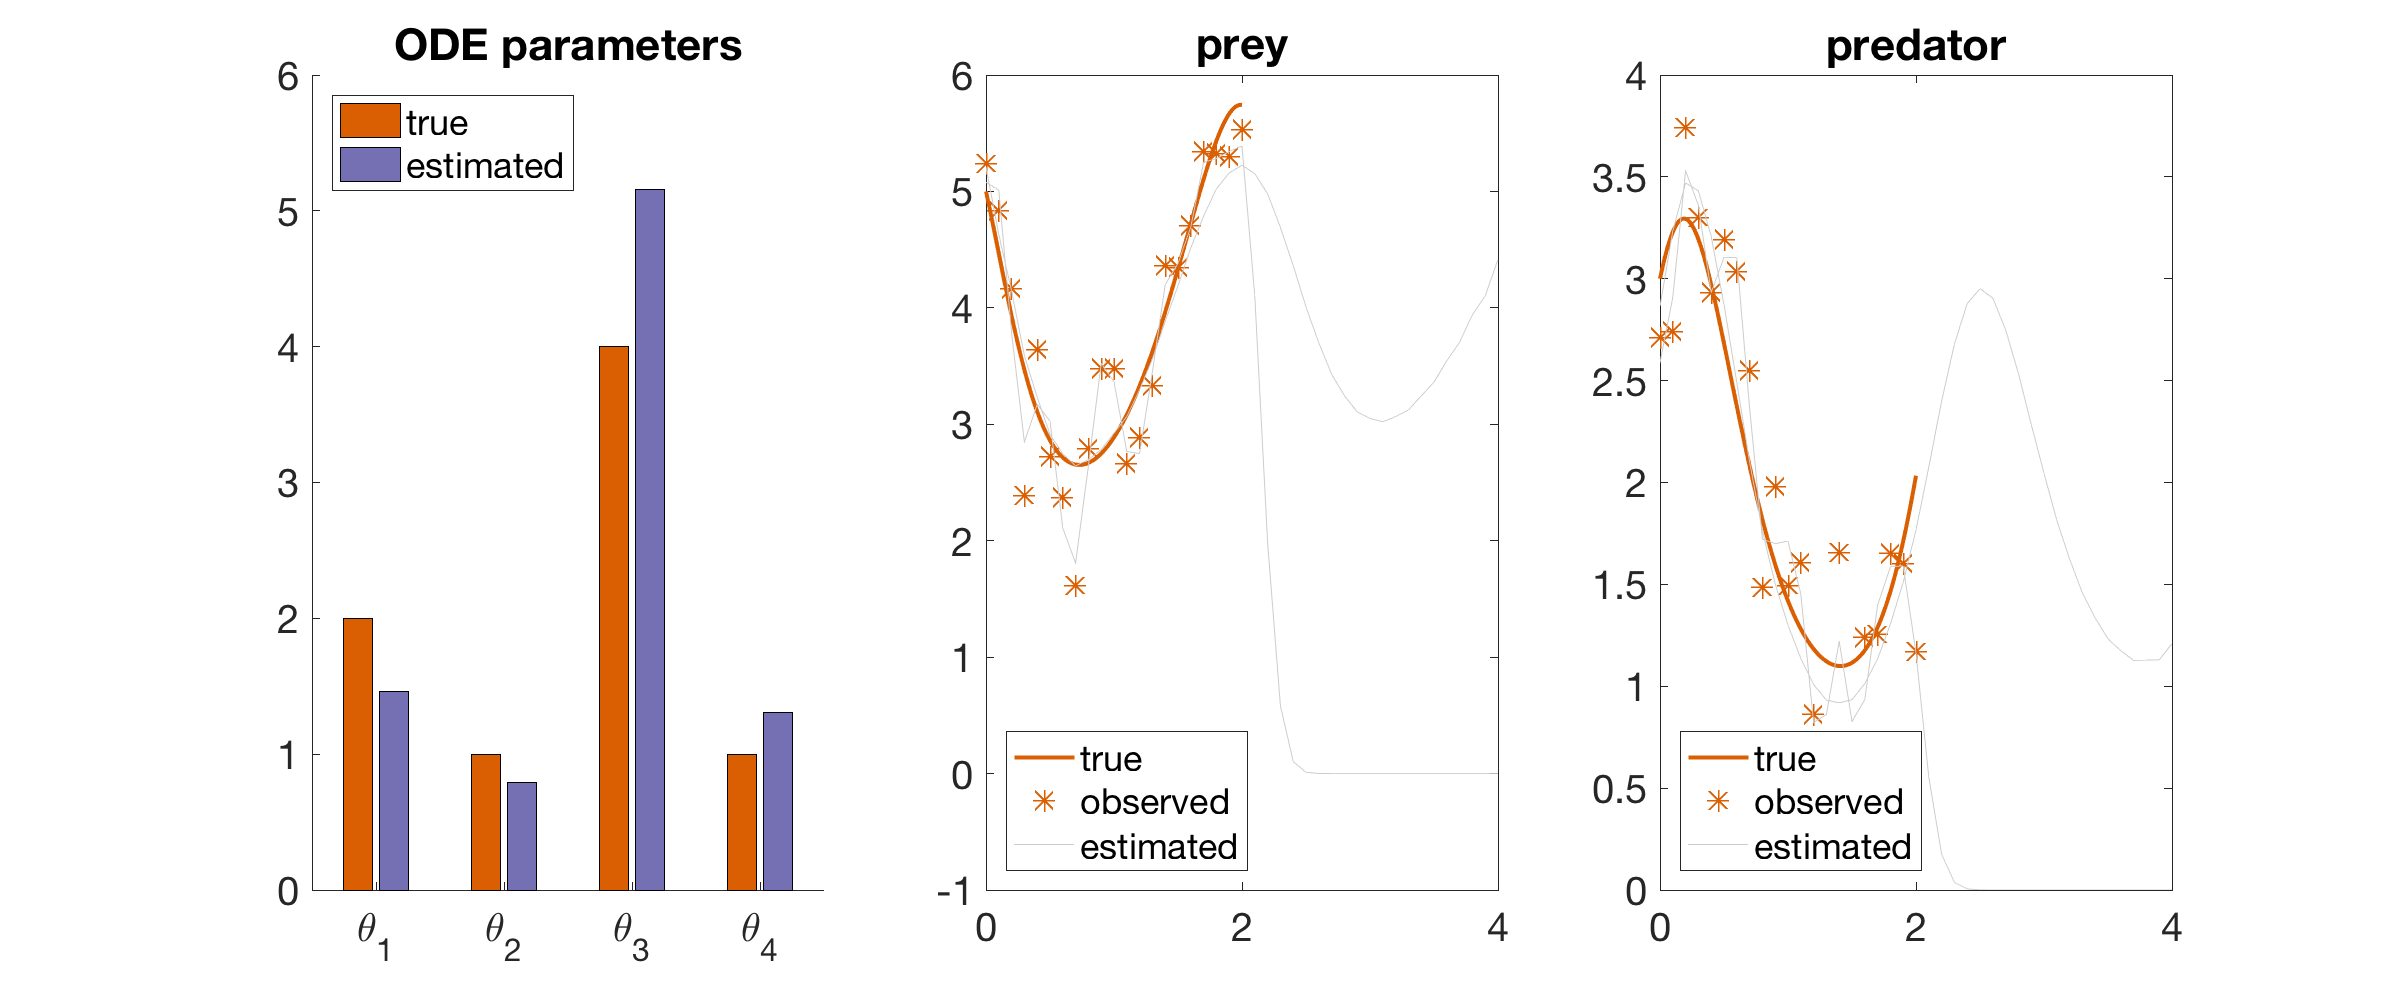 ODE parameters
6
5
4
3
2
1
0
true
estimated
θ1
θ2
θ3
θ4
prey
6
5
4
3
2
1
0
-1
true
observed
estimated
0
2
4
predator
4
3.5
3
2.5
2
1.5
1
0.5
0
true
observed
estimated
0
2
4